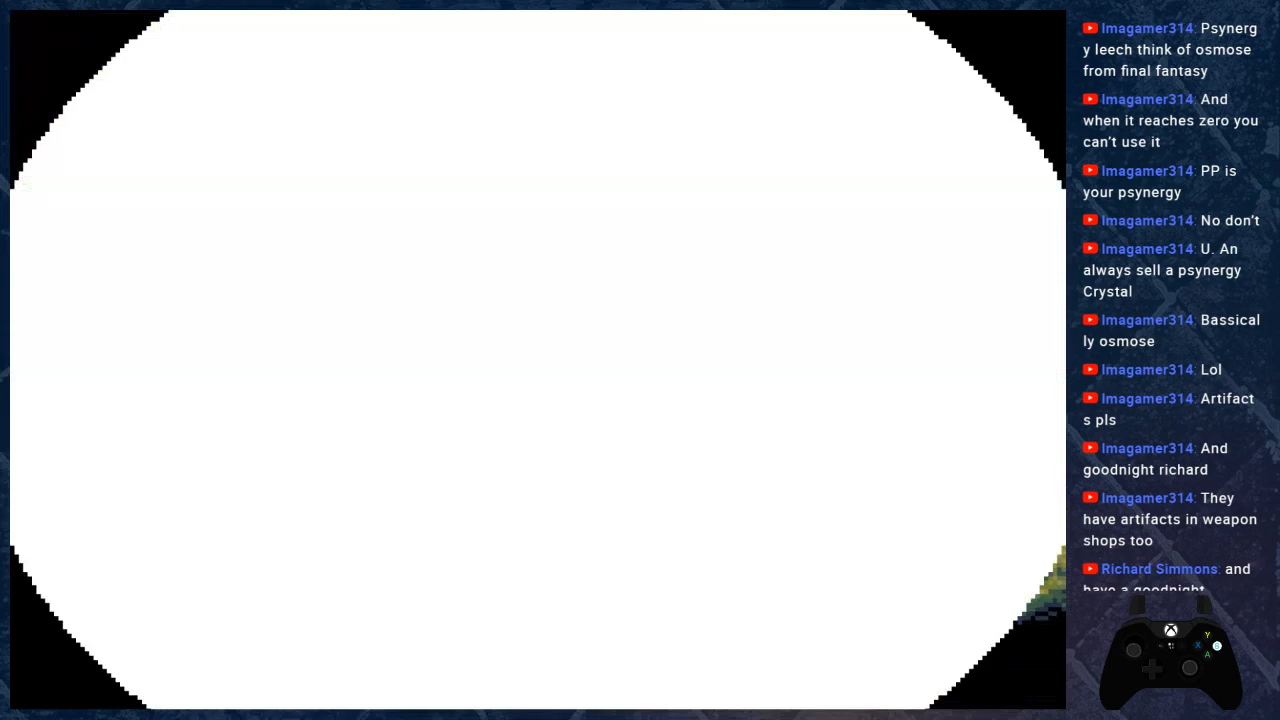 Imagamer314: Psynerg
y leech think of osmose
from final fantasy
Imagamer314: And
when it reaches zero you
can't use it
Imagamer314: PP is
your psynergy
Imagamer314: No don't
Imagamer314: U. An
always sell a psynergy
Crystal
Imagamer314: Bassical
ly osmose
Imagamer314: Lol
Imagamer314: Artifact
s pls
Imagamer314: And
goodnight richard
Imagamer314: They
have artifacts in weapon
shops too
Richard Simmons: and
have a goodnight
Y
X
A